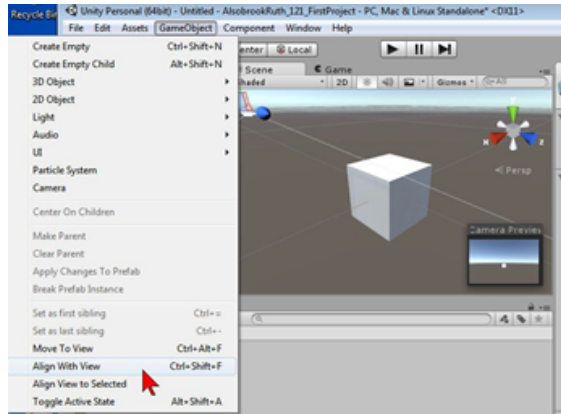 Recycle Bin
Unity Personal (64bit) - Untitled - AlsobrookRuth_121_FirstProject - PC, Mac & Linux Standalone* <DX11>
File Edit Assets GameObject Component Window Help
Create Empty Ctrl+Shift+N
Create Empty Child Alt+Shift+N
3D Object
2D Object
Light
Audio
UI
Particle System
Camera
Center On Children
Make Parent
Clear Parent
Apply Changes To Prefab
Break Prefab Instance
Set as first sibling Ctrl+=
Set as last sibling Ctrl+-
Move To View Ctrl+Alt+F
Align With View Ctrl+Shift+F
Align View to Selected
Toggle Active State Alt+Shift+A
enter Local
Scene Game
haded 2D Gizmos All
z
Persp
Camera Preview